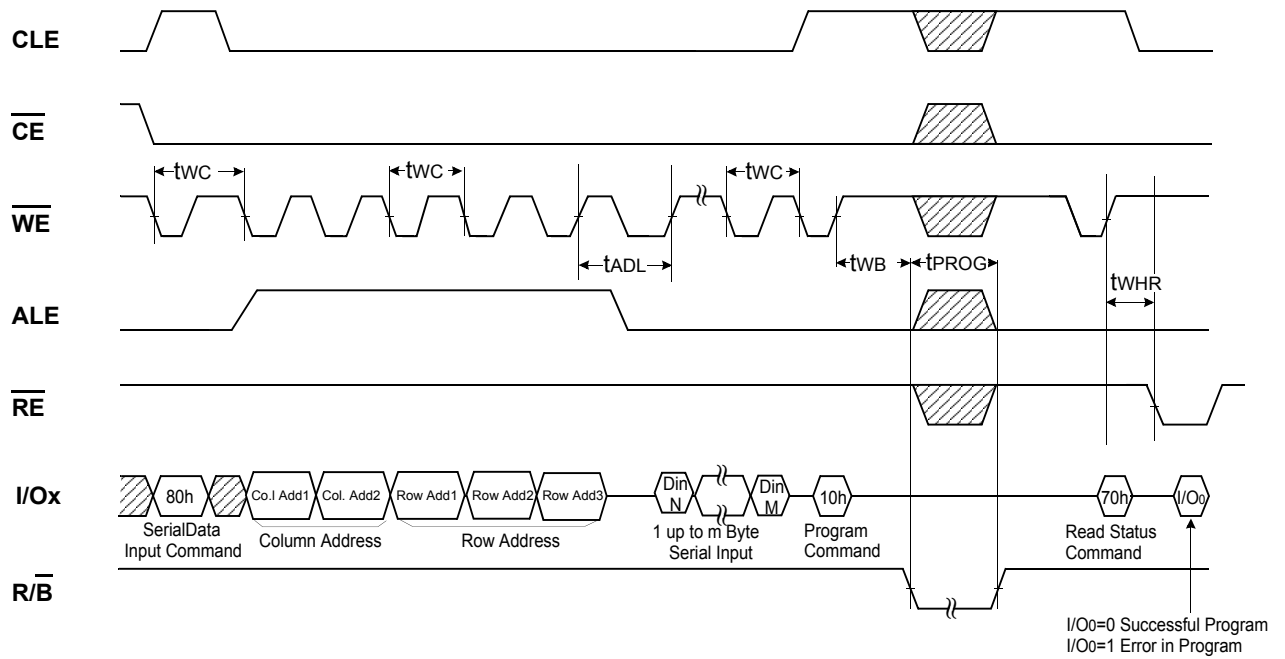 CLE
CE
tWC
tWC
tWC
WE
tADL
tWB
tPROG
tWHR
ALE
RE
I/Ox
80h
Co.l Add1
Col. Add2
Row Add1
Row Add2
Row Add3
Din
N
Din
M
10h
70h
I/O0
SerialData
Input Command
Column Address
Row Address
1 up to m Byte
Serial Input
Program
Command
Read Status
Command
R/B
I/O0=0 Successful Program
I/O0=1 Error in Program